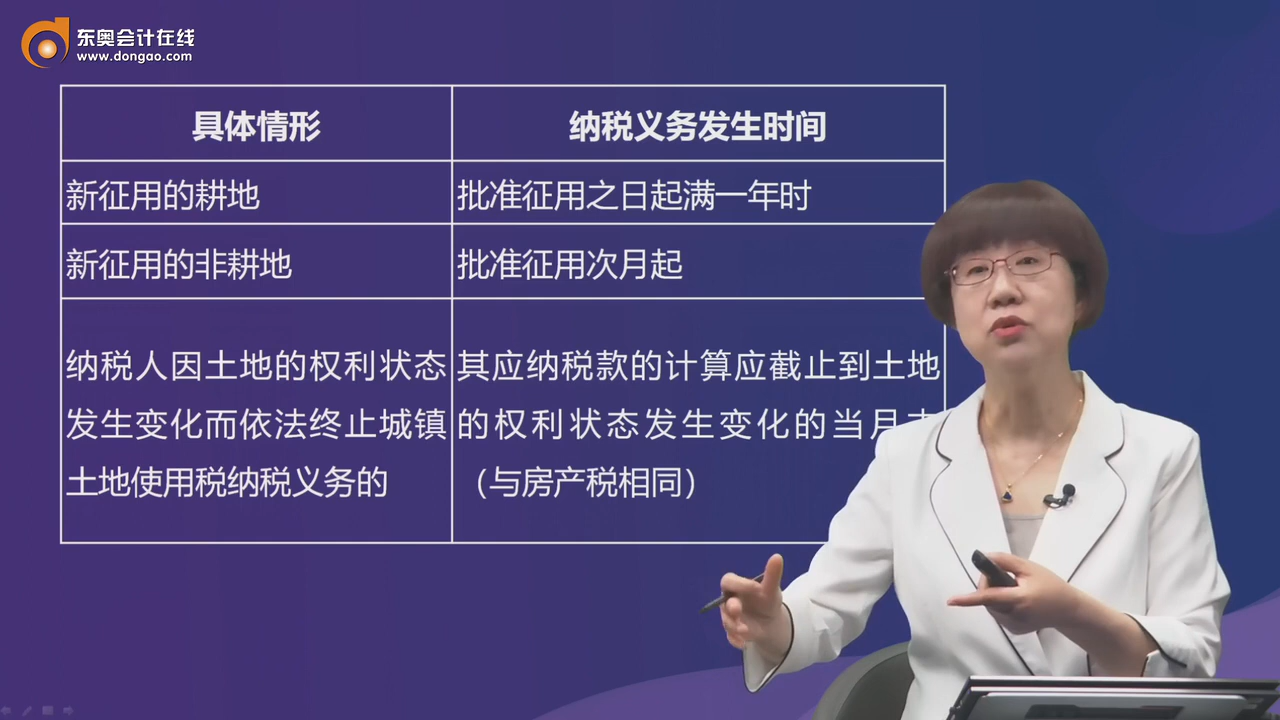 东奥会计在线
www.dongao.com
具体情形
纳税义务发生时间
新征用的耕地
批准征用之日起满一年时
新征用的非耕地
批准征用次月起
纳税人因土地的权利状态
发生变化而依法终止城镇
土地使用税纳税义务的
其应纳税款的计算应截止到土地
的权利状态发生变化的当月
（与房产税相同）